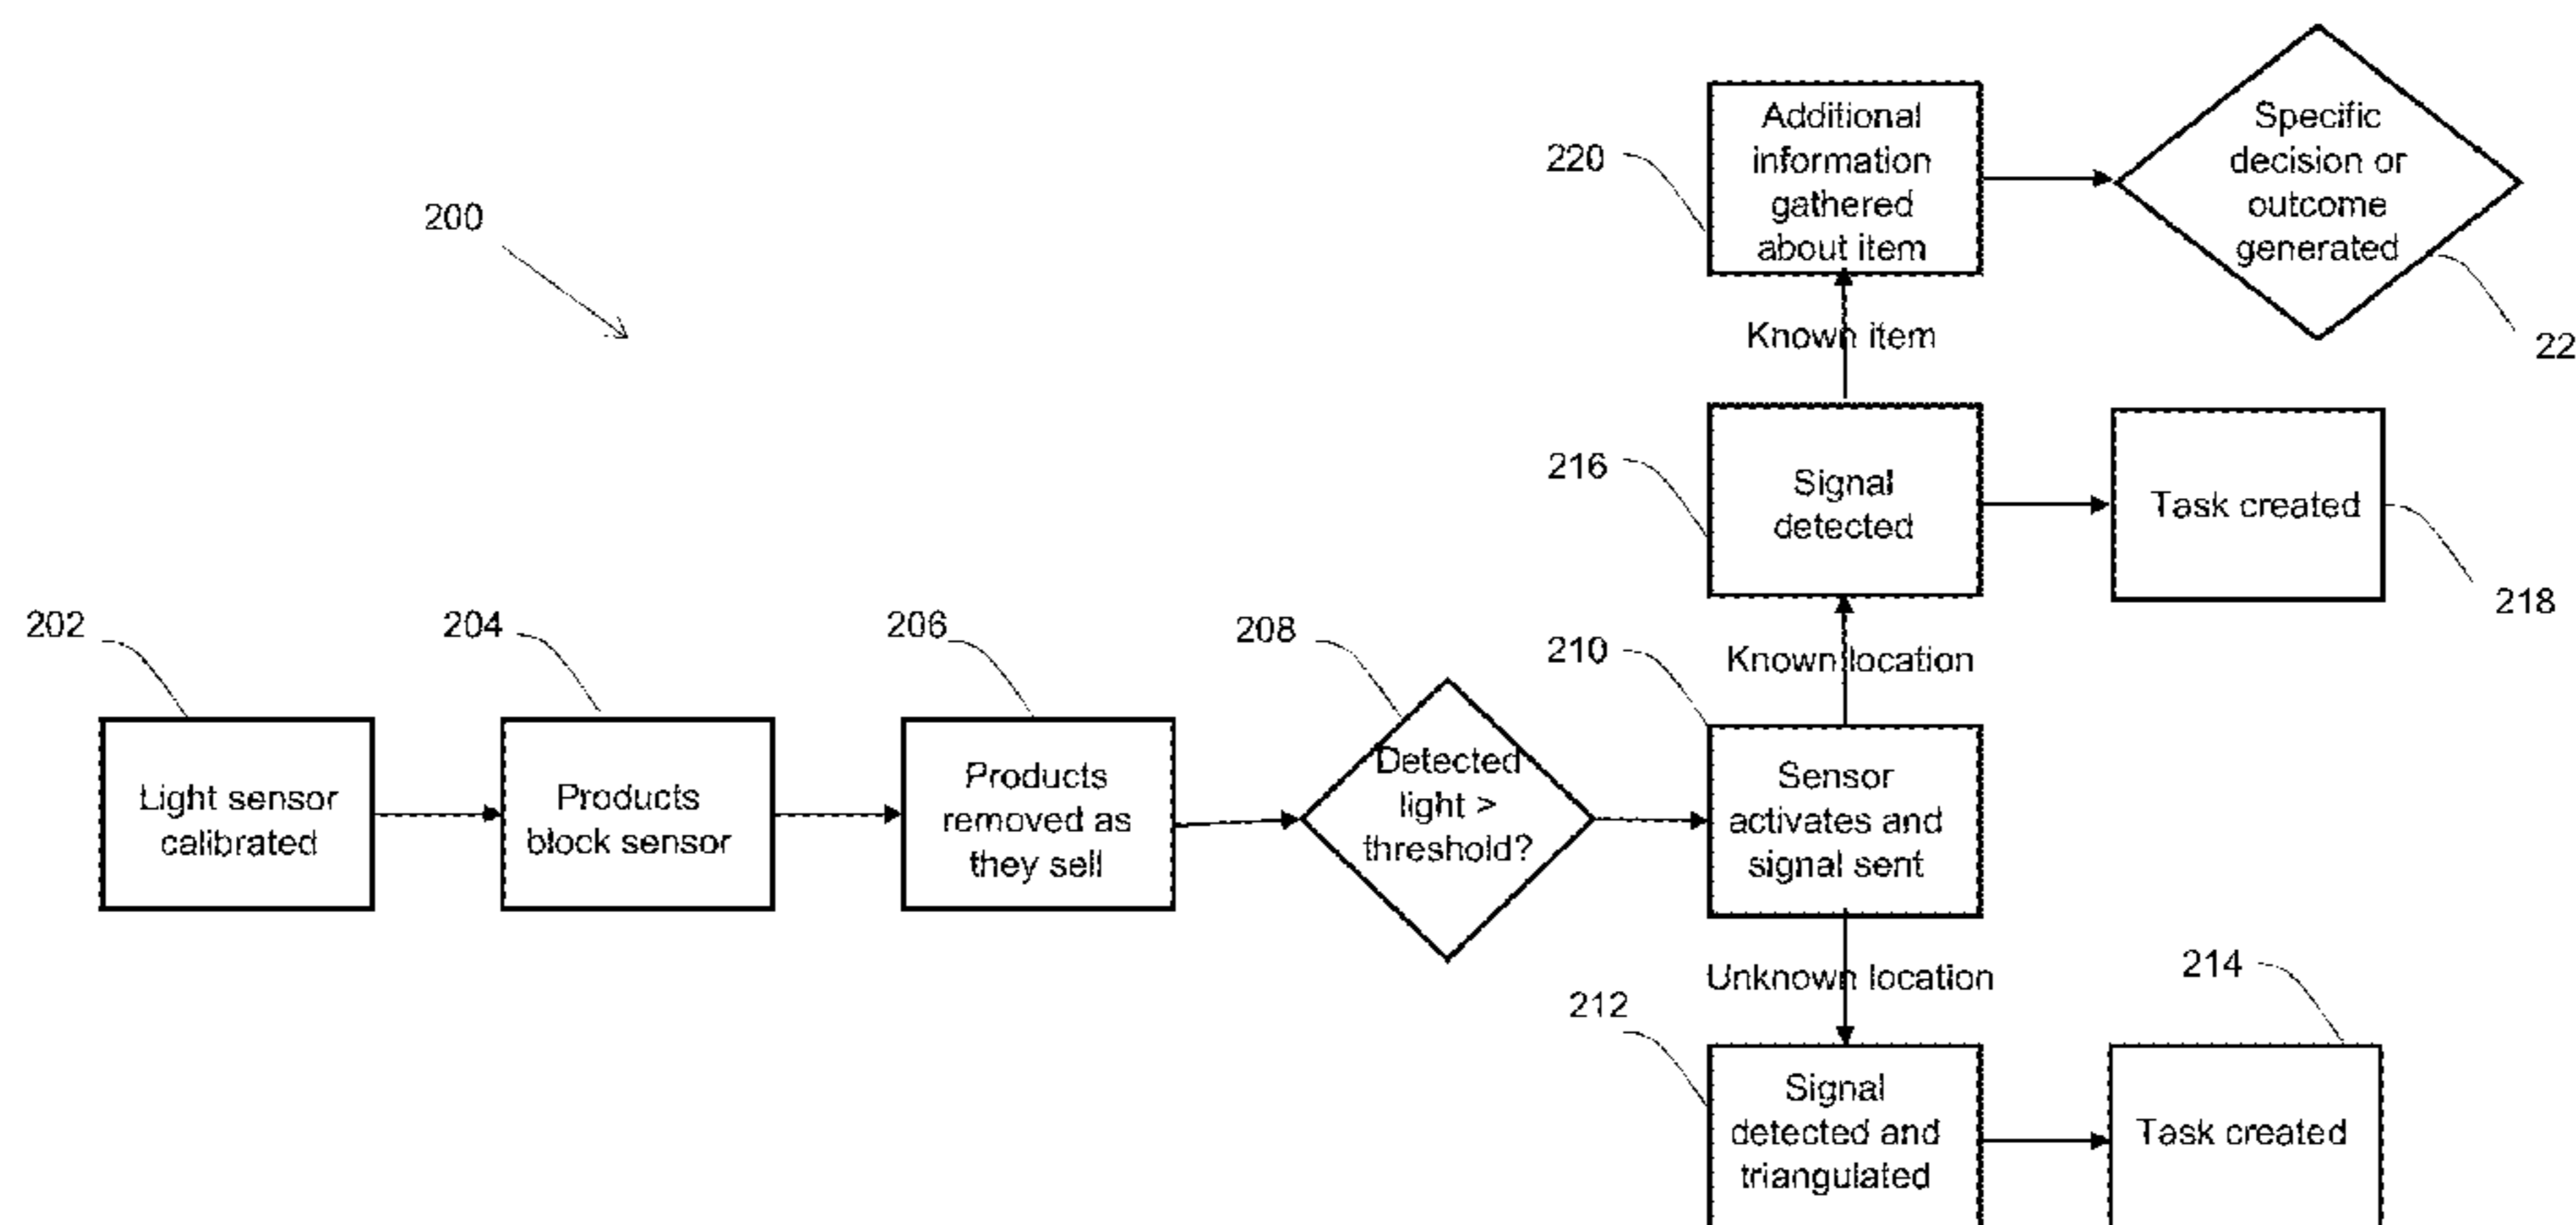 200
202
Light sensor
calibrated
204
Products
block sensor
206
Products
removed as
they sell
208
Detected
light >
threshold?
210
Sensor
activates and
signal sent
Known location
216
Signal
detected
Task created
218
Known item
220
Additional
information
gathered
about item
Specific
decision or
outcome
generated
22
Unknown location
212
Signal
detected and
triangulated
214
Task created